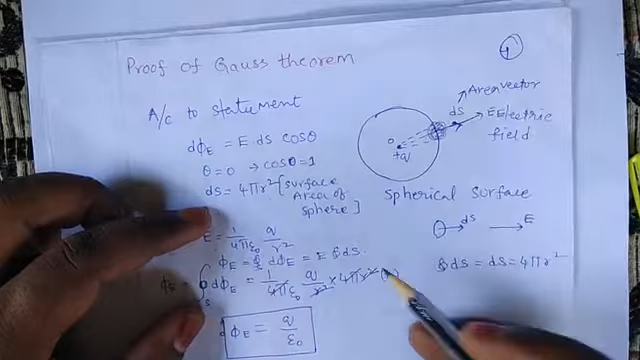 Proof of Gauss theorem
A/c to statement
dφE = E ds cosθ
θ=0 → cosθ=1
ds = 4πr² [surface
Area of
sphere]
E = 1/4πε₀ q/r²
φE = ∮ dφE = E ∮ds.
φE = ∮s dφE = 1/4πε₀ q/r² × 4πr²
φE = q/ε₀
Area vector
ds
E Electric
field
o
+q
Spherical surface
ds E
∮ds = ds = 4πr²